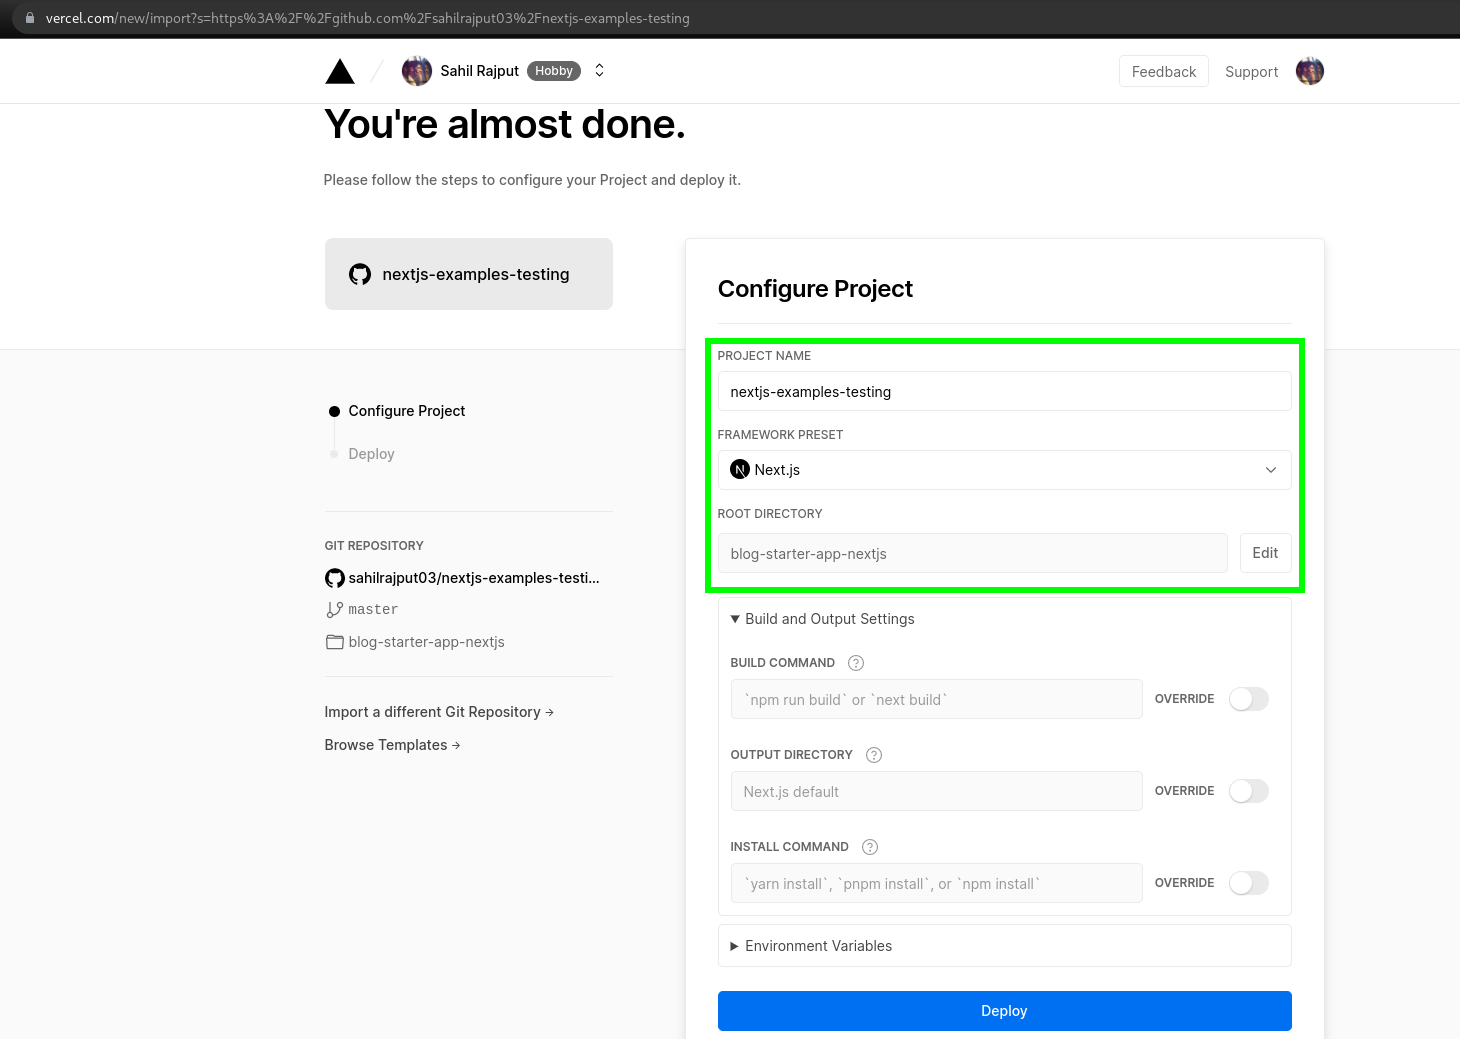 vercel.com/new/import?s=https%3A%2F%2Fgithub.com%2Fsahilrajput03%2Fnextjs-examples-testing
Sahil Rajput Hobby
Feedback Support
You're almost done.
Please follow the steps to configure your Project and deploy it.
nextjs-examples-testing
Configure Project
Deploy
GIT REPOSITORY
sahilrajput03/nextjs-examples-testi...
master
blog-starter-app-nextjs
Import a different Git Repository →
Browse Templates →
Configure Project
PROJECT NAME
nextjs-examples-testing
FRAMEWORK PRESET
N Next.js
ROOT DIRECTORY
blog-starter-app-nextjs Edit
Build and Output Settings
BUILD COMMAND ?
`npm run build` or `next build` OVERRIDE
OUTPUT DIRECTORY ?
Next.js default OVERRIDE
INSTALL COMMAND ?
`yarn install`, `pnpm install`, or `npm install` OVERRIDE
Environment Variables
Deploy